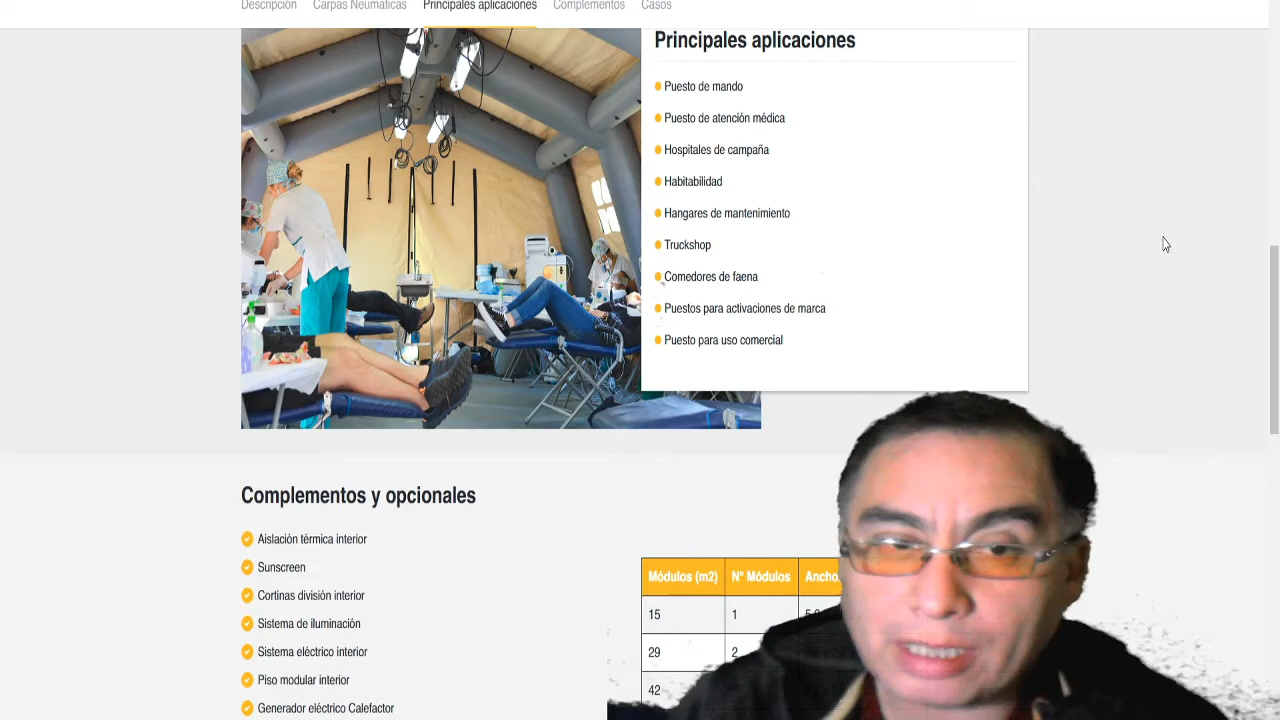 Descripción Carpas Neumáticas Principales aplicaciones Complementos Casos
Principales aplicaciones
Puesto de mando
Puesto de atención médica
Hospitales de campaña
Habitabilidad
Hangares de mantenimiento
Truckshop
Comedores de faena
Puestos para activaciones de marca
Puesto para uso comercial
Complementos y opcionales
Aislación térmica interior
Sunscreen
Cortinas división interior
Sistema de iluminación
Sistema eléctrico interior
Piso modular interior
Generador eléctrico Calefactor
Módulos (m2) N° Módulos Ancho
15 1
29 2
42